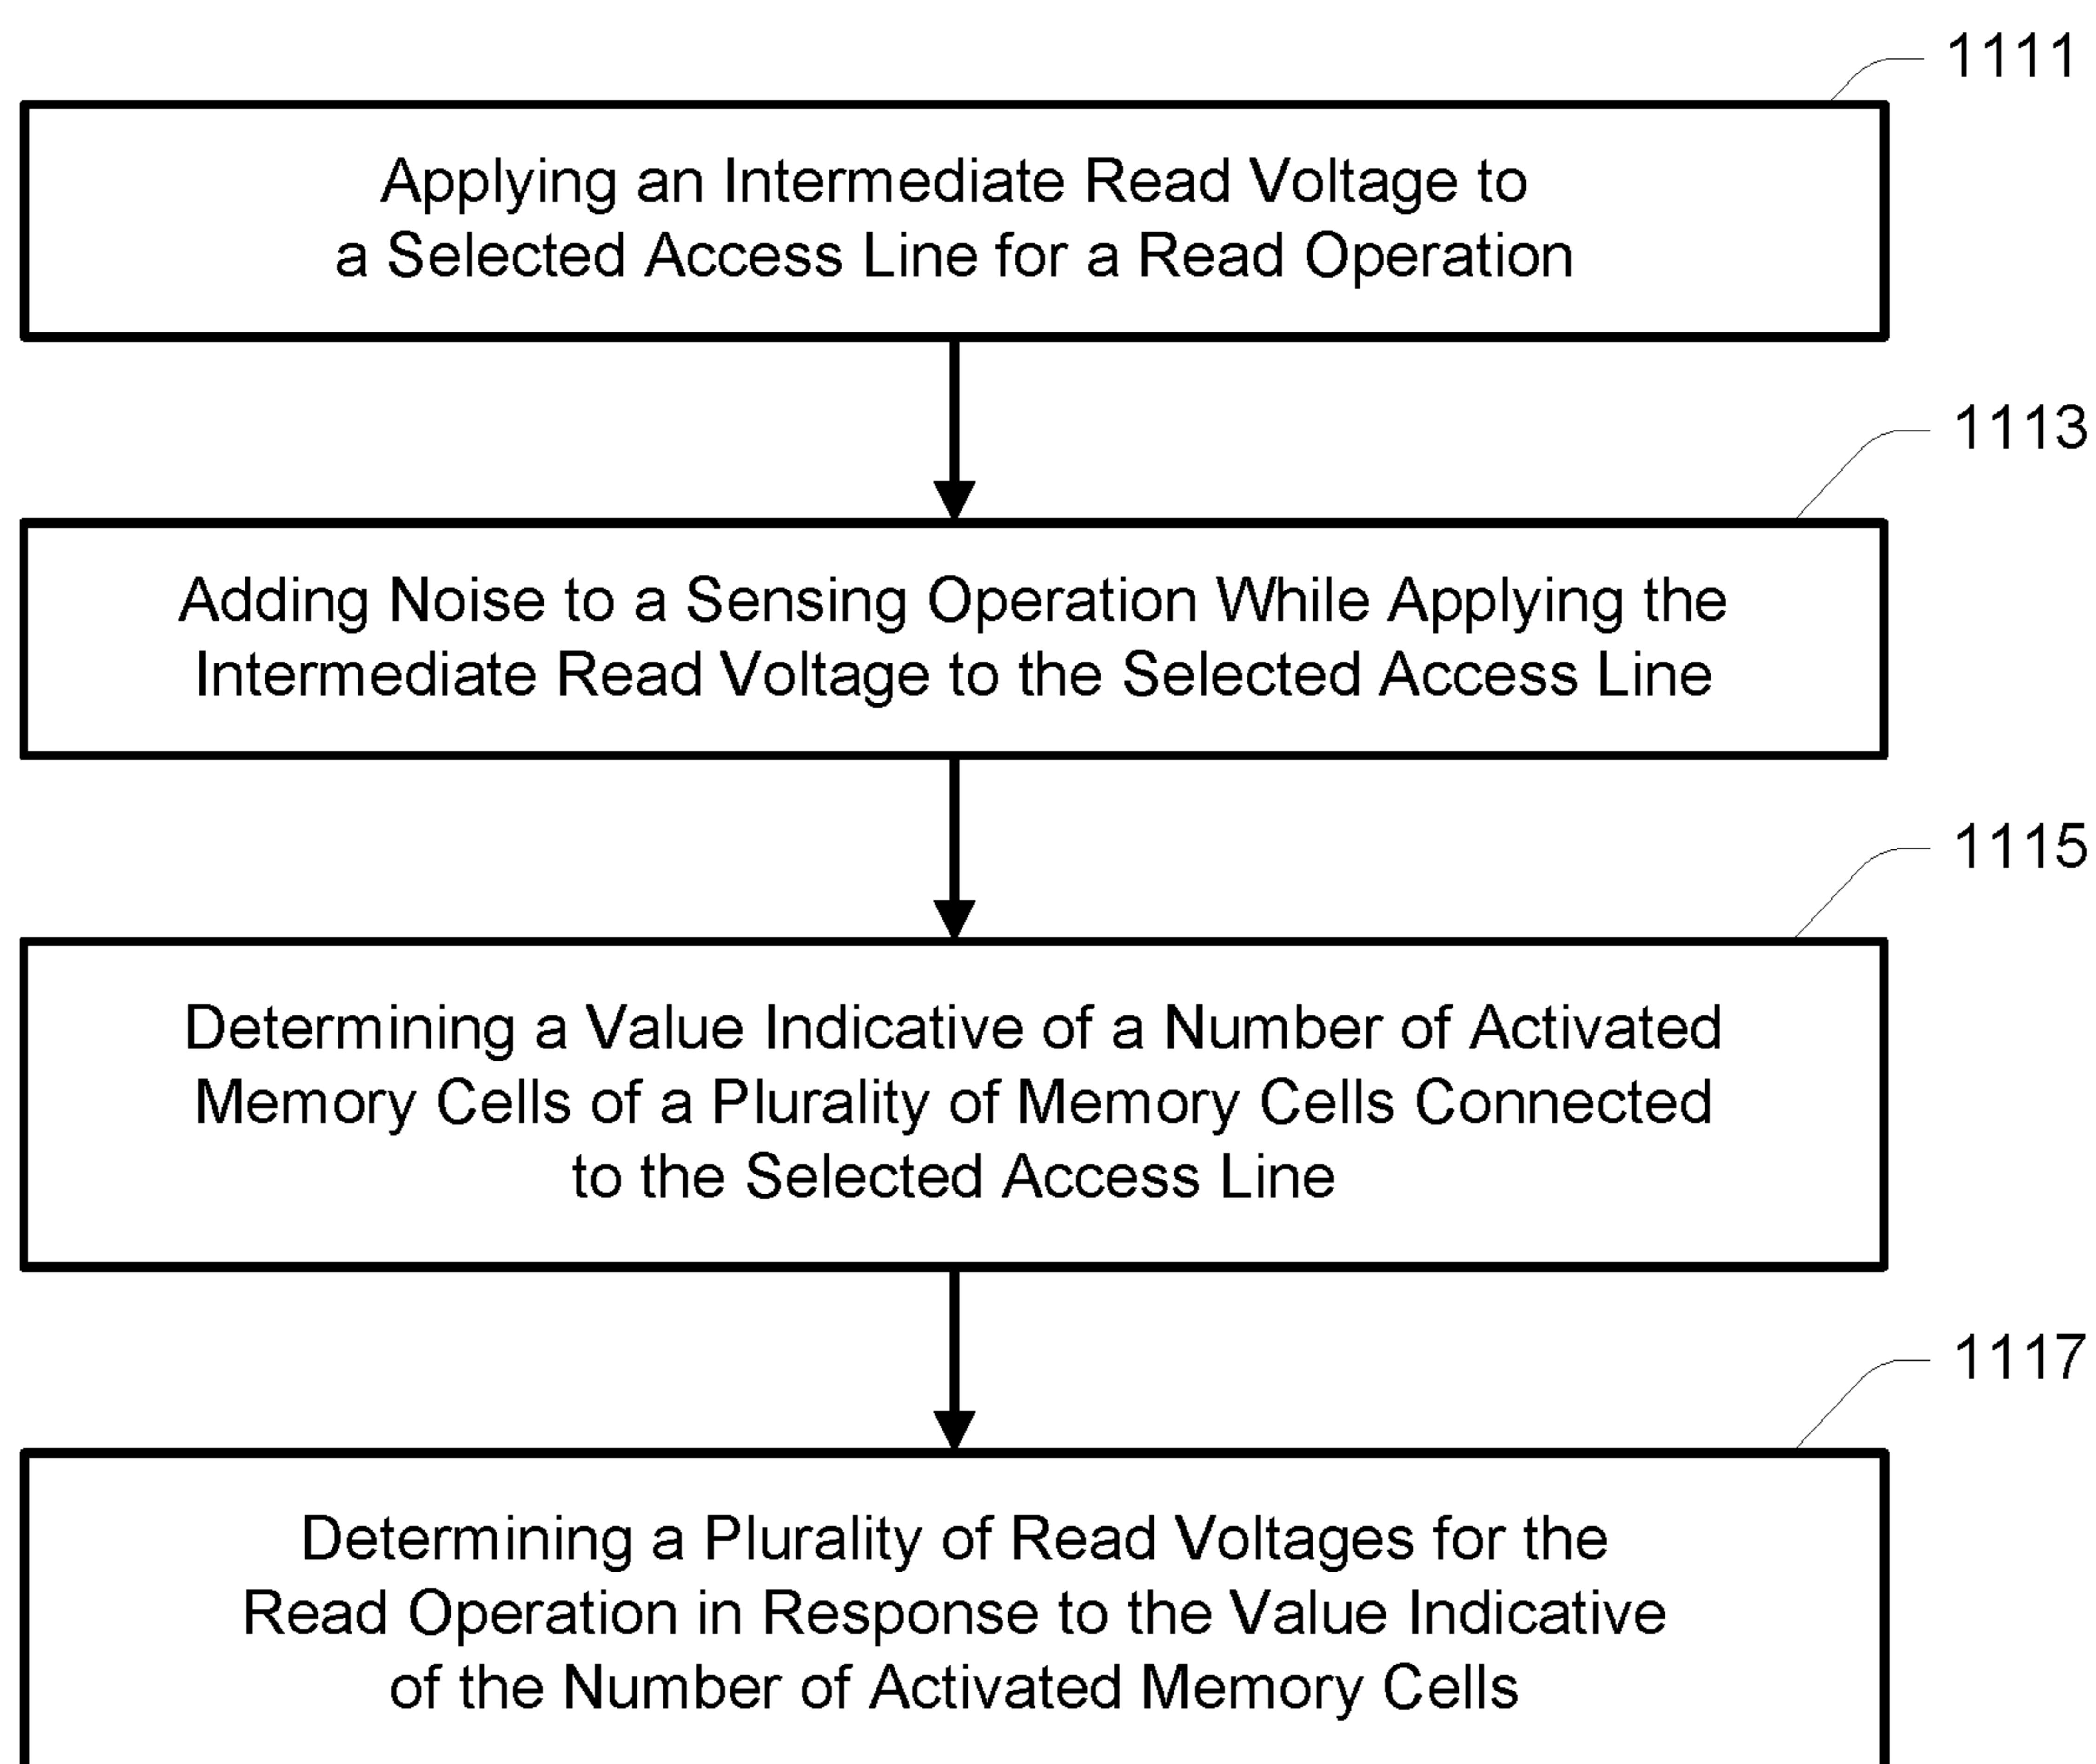 1111
Applying an Intermediate Read Voltage to
a Selected Access Line for a Read Operation
1113
Adding Noise to a Sensing Operation While Applying the
Intermediate Read Voltage to the Selected Access Line
1115
Determining a Value Indicative of a Number of Activated
Memory Cells of a Plurality of Memory Cells Connected
to the Selected Access Line
1117
Determining a Plurality of Read Voltages for the
Read Operation in Response to the Value Indicative
of the Number of Activated Memory Cells